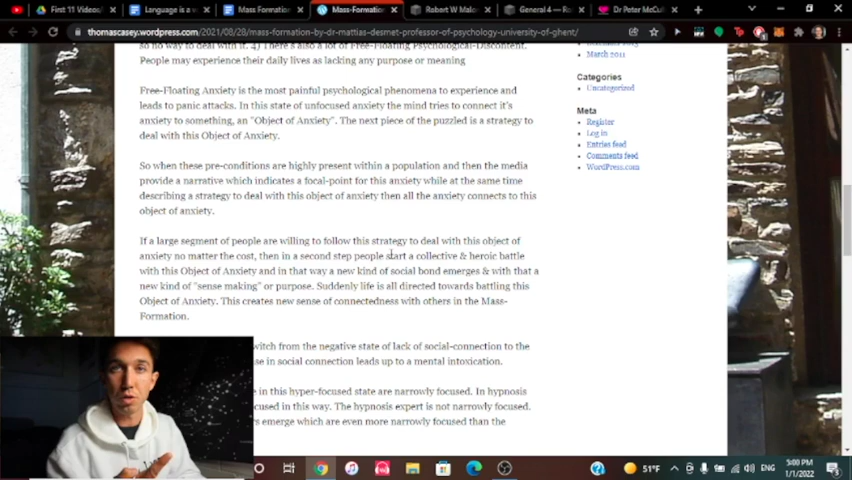 First 11 Videos
Language is a w
Mass Formation
Mass-Formation
Robert W Malo
General 4 —
Dr Peter McCu
thomascasey.wordpress.com/2021/08/28/mass-formation-by-dr-mattias-desmet-professor-of-psychology-university-of-ghent/
so no way to deal with it. 4) There's also a lot of Free-Floating Psychological-Discontent.
People may experience their daily lives as lacking any purpose or meaning
Free-Floating Anxiety is the most painful psychological phenomena to experience and
leads to panic attacks. In this state of unfocused anxiety the mind tries to connect it's
anxiety to something, an "Object of Anxiety". The next piece of the puzzled is a strategy to
deal with this Object of Anxiety.
So when these pre-conditions are highly present within a population and then the media
provide a narrative which indicates a focal-point for this anxiety while at the same time
describing a strategy to deal with this object of anxiety then all the anxiety connects to this
object of anxiety.
If a large segment of people are willing to follow this strategy to deal with this object of
anxiety no matter the cost, then in a second step people start a collective & heroic battle
with this Object of Anxiety and in that way a new kind of social bond emerges & with that a
new kind of "sense making" or purpose. Suddenly life is all directed towards battling this
Object of Anxiety. This creates new sense of connectedness with others in the Mass-
Formation.
witch from the negative state of lack of social-connection to the
se in social connection leads up to a mental intoxication.
e in this hyper-focused state are narrowly focused. In hypnosis
cused in this way. The hypnosis expert is not narrowly focused.
rs emerge which are even more narrowly focused than the
March 2011
Categories
Uncategorized
Meta
Register
Log in
Entries feed
Comments feed
WordPress.com
51°F
ENG
3:00 PM
1/1/2022